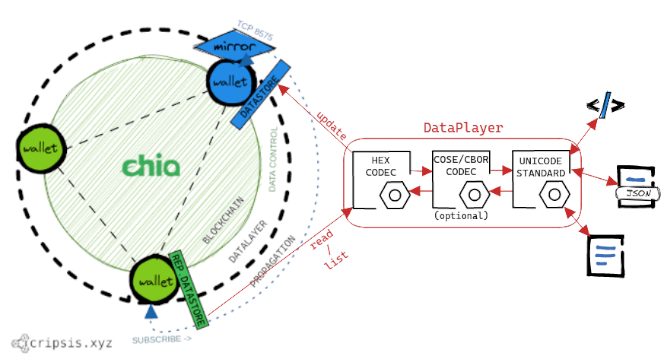 TCP 8575
mirror
wallet
DATASTORE
wallet
chia
DATA CONTROL
BLOCKCHAIN
DATALAYER
PROPAGATION
wallet
REP.DATASTORE
SUBSCRIBE ->
cripsis.xyz
update
read
/
list
DataPlayer
HEX
CODEC
COSE/CBOR
CODEC
(optional)
UNICODE
STANDARD
</>
JSON